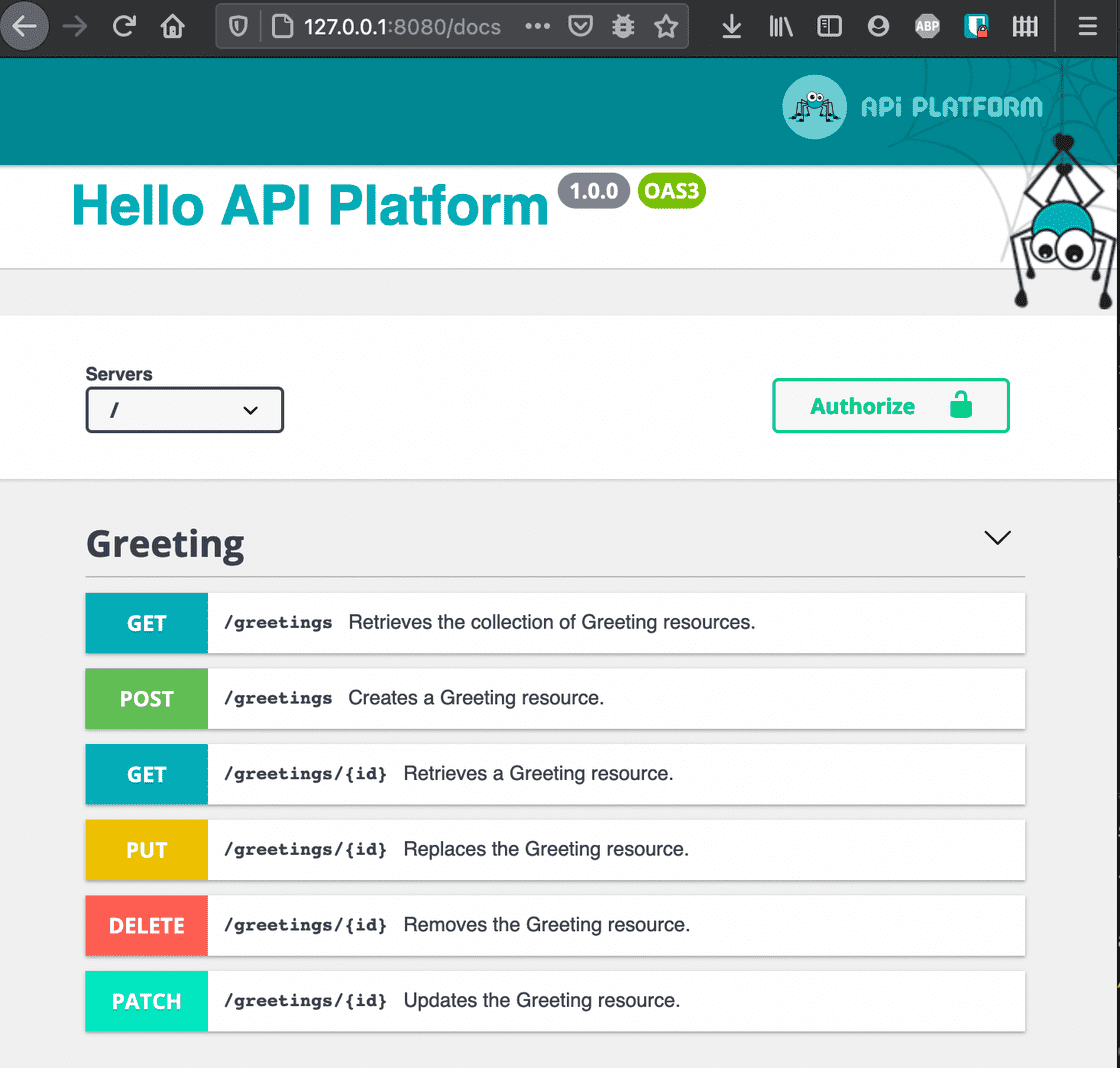 127.0.0.1:8080/docs
ABP
API PLATFORM
Hello API Platform 1.0.0 OAS3
Servers
/
Authorize
Greeting
GET /greetings Retrieves the collection of Greeting resources.
POST /greetings Creates a Greeting resource.
GET /greetings/{id} Retrieves a Greeting resource.
PUT /greetings/{id} Replaces the Greeting resource.
DELETE /greetings/{id} Removes the Greeting resource.
PATCH /greetings/{id} Updates the Greeting resource.